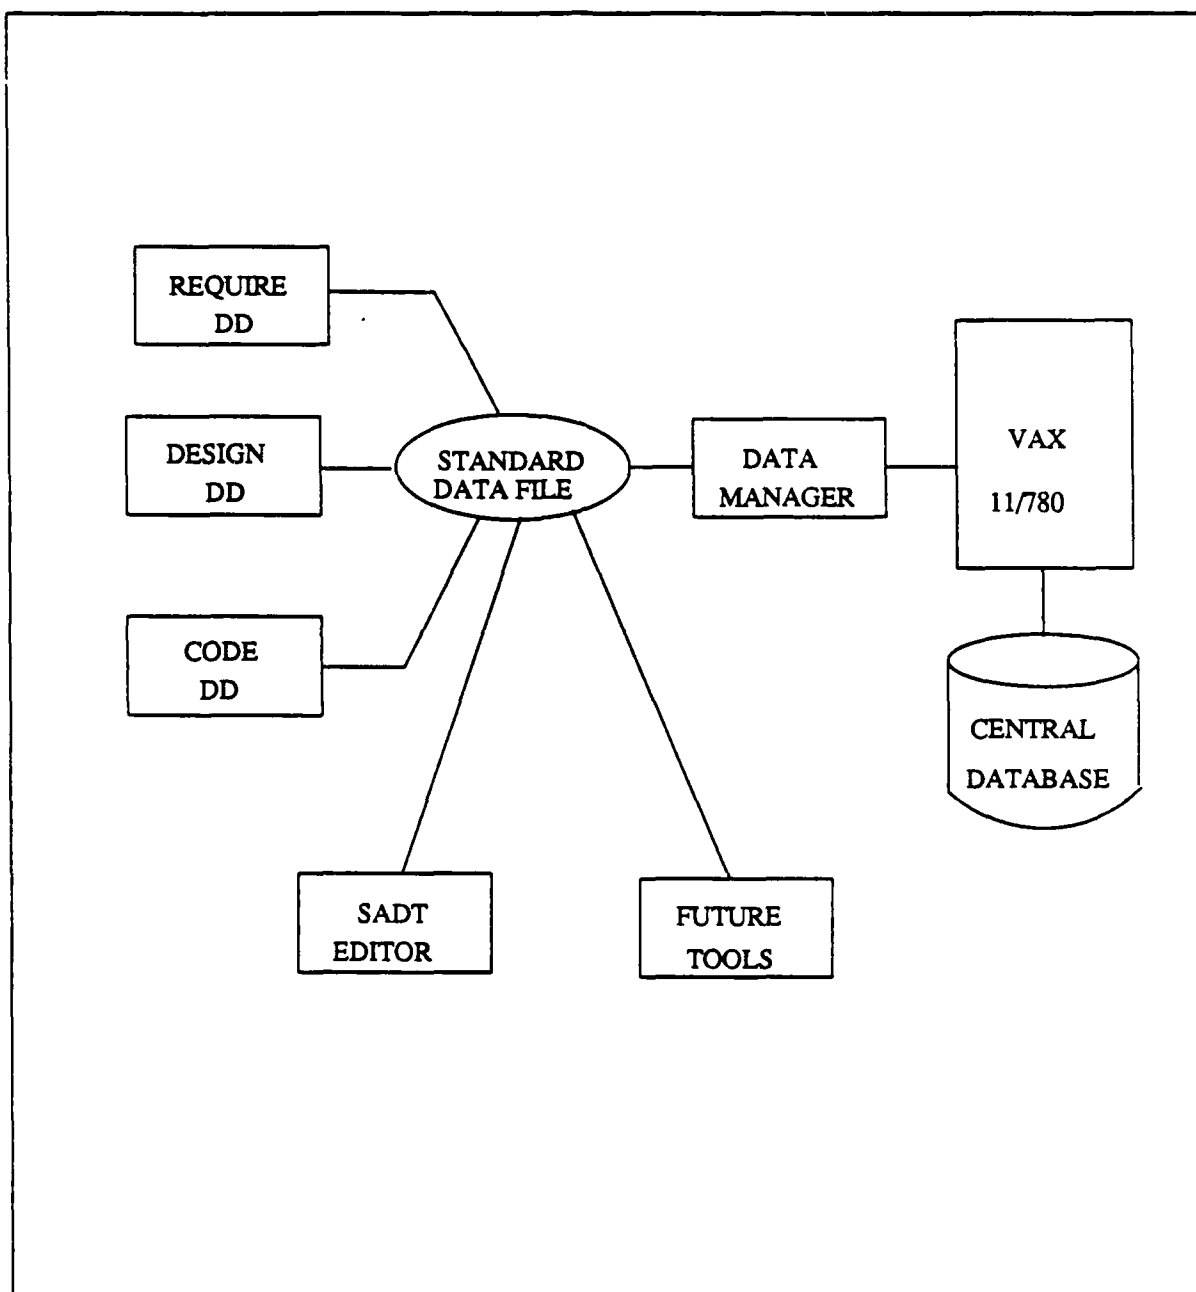 REQUIRE
DD
DESIGN
DD
CODE
DD
STANDARD
DATA FILE
DATA
MANAGER
VAX
11/780
CENTRAL
DATABASE
SADT
EDITOR
FUTURE
TOOLS